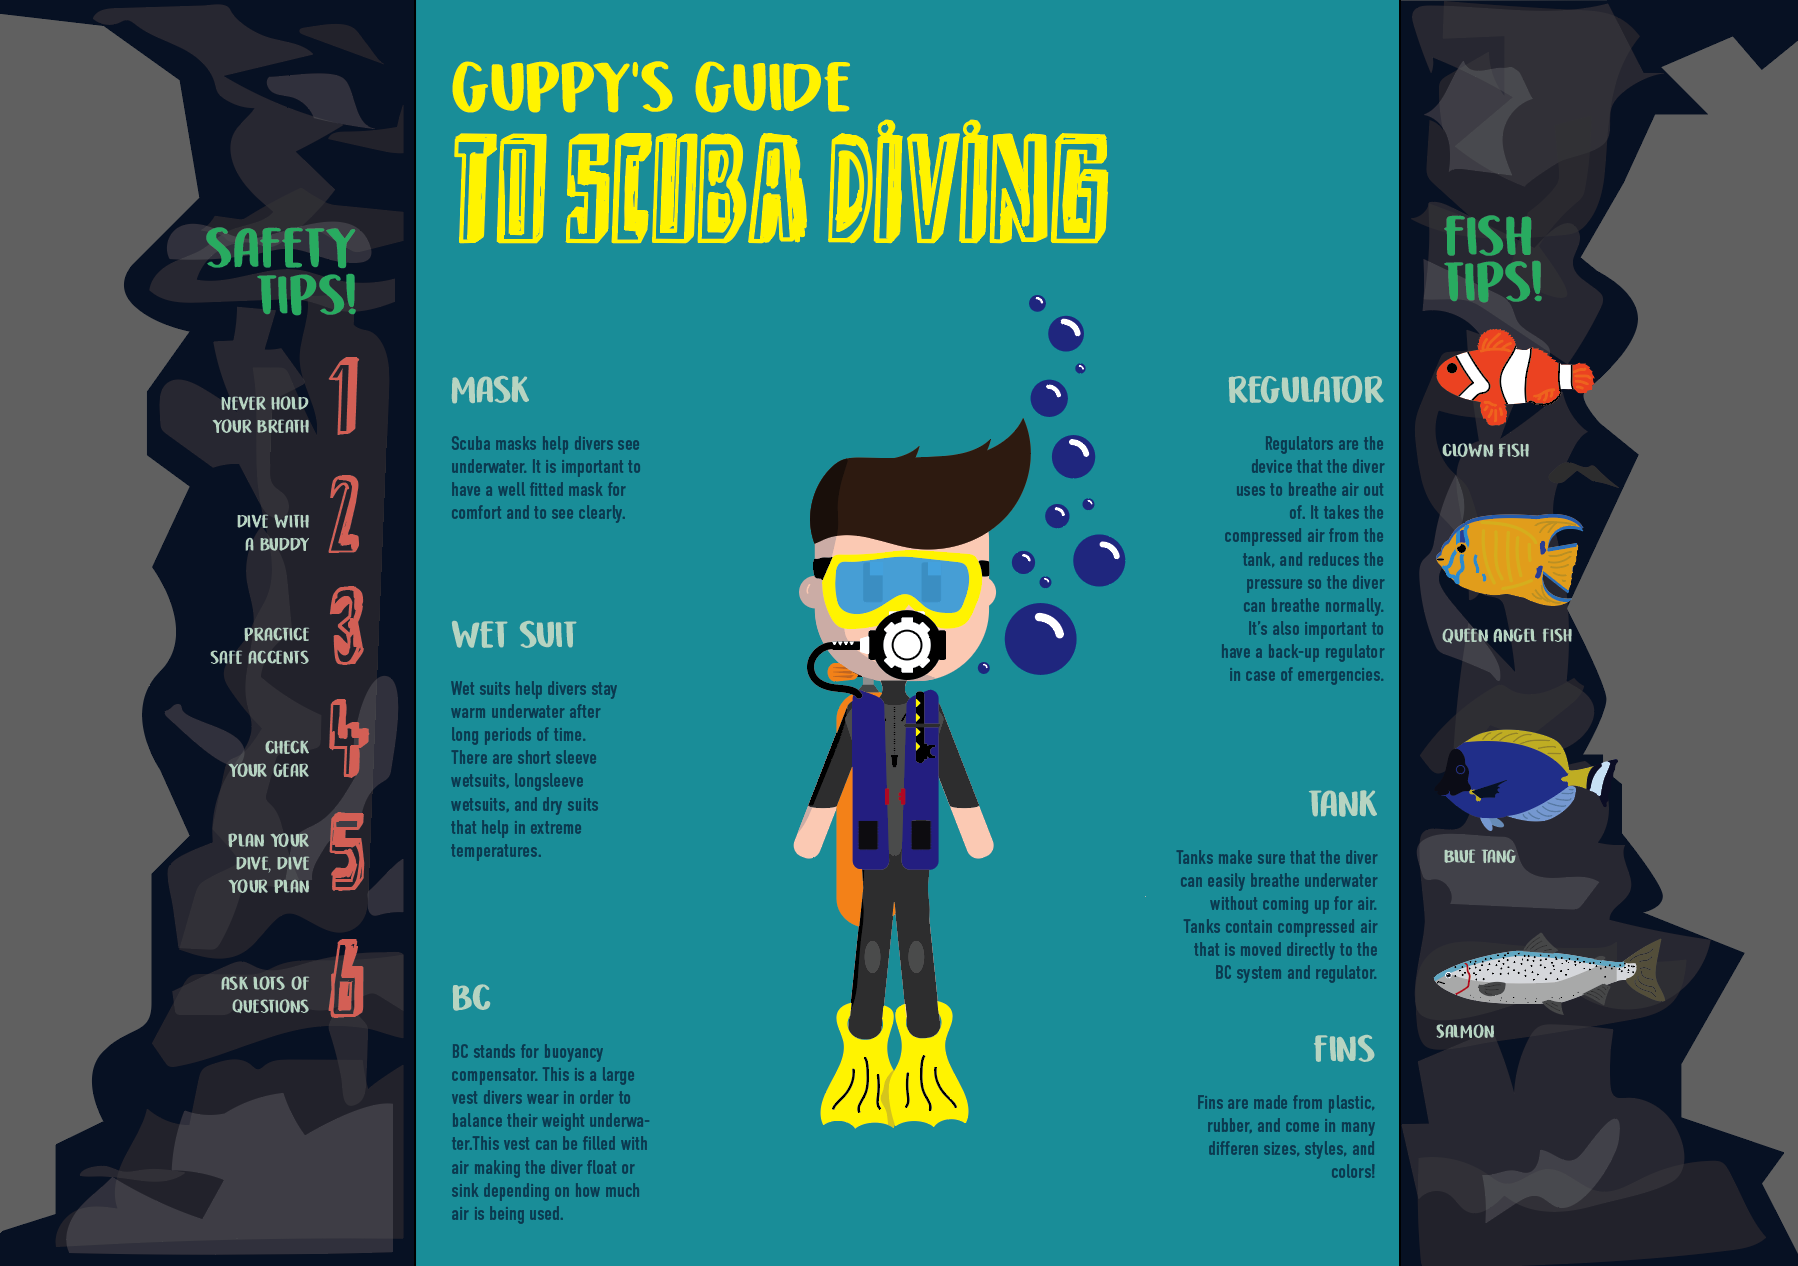 GUPPY'S GUIDE
TO SCUBA DIVING
SAFETY
TIPS!
1
NEVER HOLD
YOUR BREATH
2
DIVE WITH
A BUDDY
3
PRACTICE
SAFE ACCENTS
4
CHECK
YOUR GEAR
5
PLAN YOUR
DIVE, DIVE
YOUR PLAN
6
ASK LOTS OF
QUESTIONS
MASK
Scuba masks help divers see
underwater. It is important to
have a well fitted mask for
comfort and to see clearly.
WET SUIT
Wet suits help divers stay
warm underwater after
long periods of time.
There are short sleeve
wetsuits, longsleeve
wetsuits, and dry suits
that help in extreme
temperatures.
BC
BC stands for buoyancy
compensator. This is a large
vest divers wear in order to
balance their weight underwa-
ter.This vest can be filled with
air making the diver float or
sink depending on how much
air is being used.
REGULATOR
Regulators are the
device that the diver
uses to breathe air out
of. It takes the
compressed air from the
tank, and reduces the
pressure so the diver
can breathe normally.
It's also important to
have a back-up regulator
in case of emergencies.
TANK
Tanks make sure that the diver
can easily breathe underwater
without coming up for air.
Tanks contain compressed air
that is moved directly to the
BC system and regulator.
FINS
Fins are made from plastic,
rubber, and come in many
differen sizes, styles, and
colors!
FISH
TIPS!
CLOWN FISH
QUEEN ANGEL FISH
BLUE TANG
SALMON